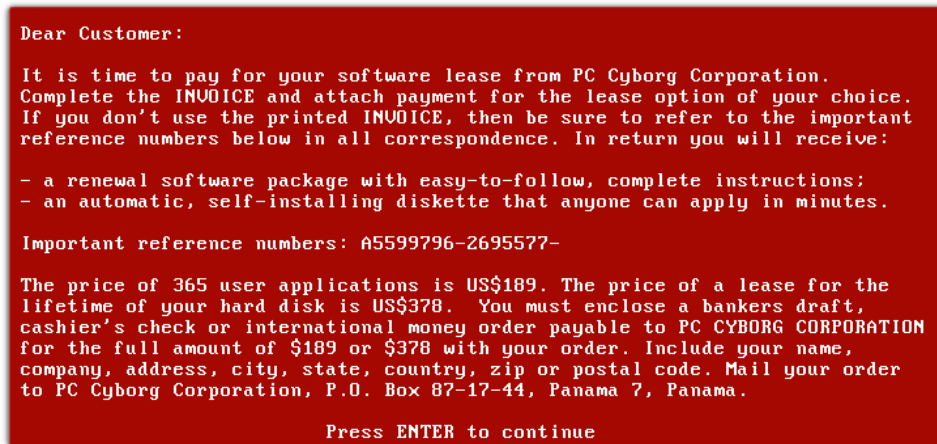 Dear Customer:
It is time to pay for your software lease from PC Cyborg Corporation.
Complete the INVOICE and attach payment for the lease option of your choice.
If you don't use the printed INVOICE, then be sure to refer to the important
reference numbers below in all correspondence. In return you will receive:
- a renewal software package with easy-to-follow, complete instructions;
- an automatic, self-installing diskette that anyone can apply in minutes.
Important reference numbers: A5599796-2695577-
The price of 365 user applications is US$189. The price of a lease for the
lifetime of your hard disk is US$378.  You must enclose a bankers draft,
cashier's check or international money order payable to PC CYBORG CORPORATION
for the full amount of $189 or $378 with your order. Include your name,
company, address, city, state, country, zip or postal code. Mail your order
to PC Cyborg Corporation, P.O. Box 87-17-44, Panama 7, Panama.
Press ENTER to continue